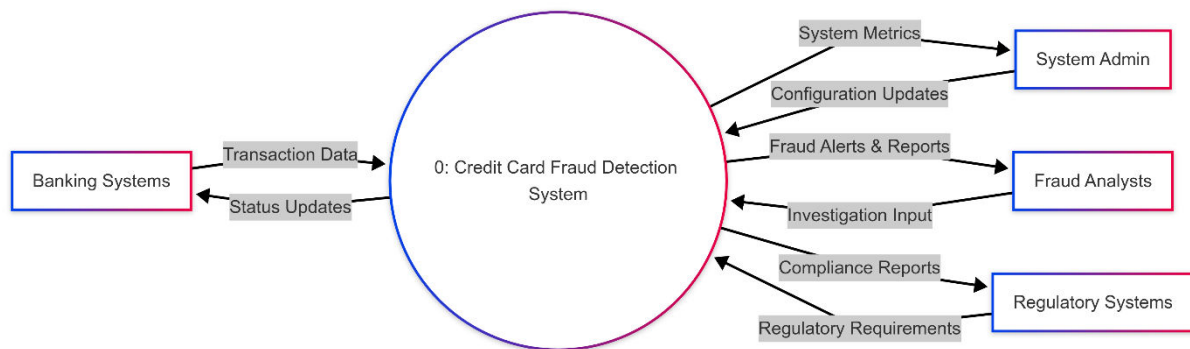 System Metrics
System Admin
Configuration Updates
Transaction Data
Fraud Alerts & Reports
0: Credit Card Fraud Detection
System
Banking Systems
Fraud Analysts
Status Updates
Investigation Input
Compliance Reports
Regulatory Systems
Regulatory Requirements